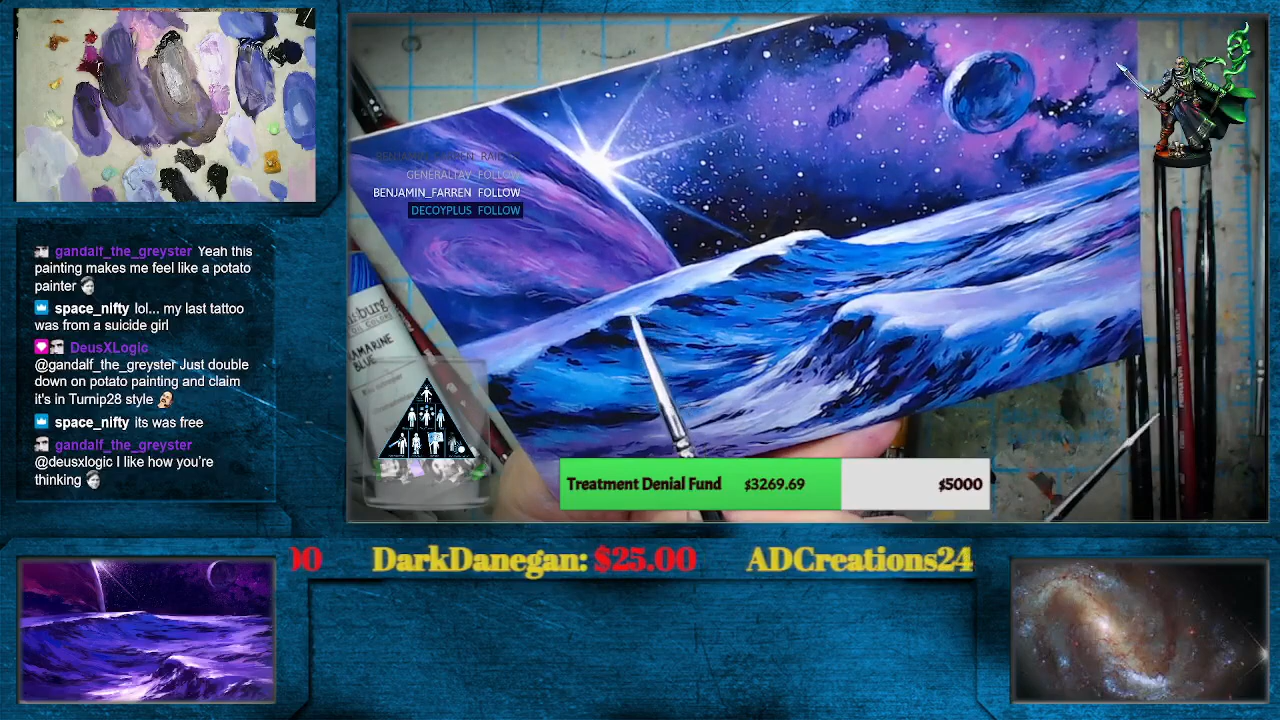 gandalf_the_greyster Yeah this
painting makes me feel like a potato
painter
space_nifty lol... my last tattoo
was from a suicide girl
DeusXLogic
@gandalf_the_greyster Just double
down on potato painting and claim
it's in Turnip28 style
space_nifty its was free
gandalf_the_greyster
@deusxlogic I like how you're
thinking
GENERALTAV FOLLOW
BENJAMIN_FARREN FOLLOW
DECOYPLUS FOLLOW
BLUE
Treatment Denial Fund $3269.69 $5000
DarkDanegan: $25.00 ADCreations24